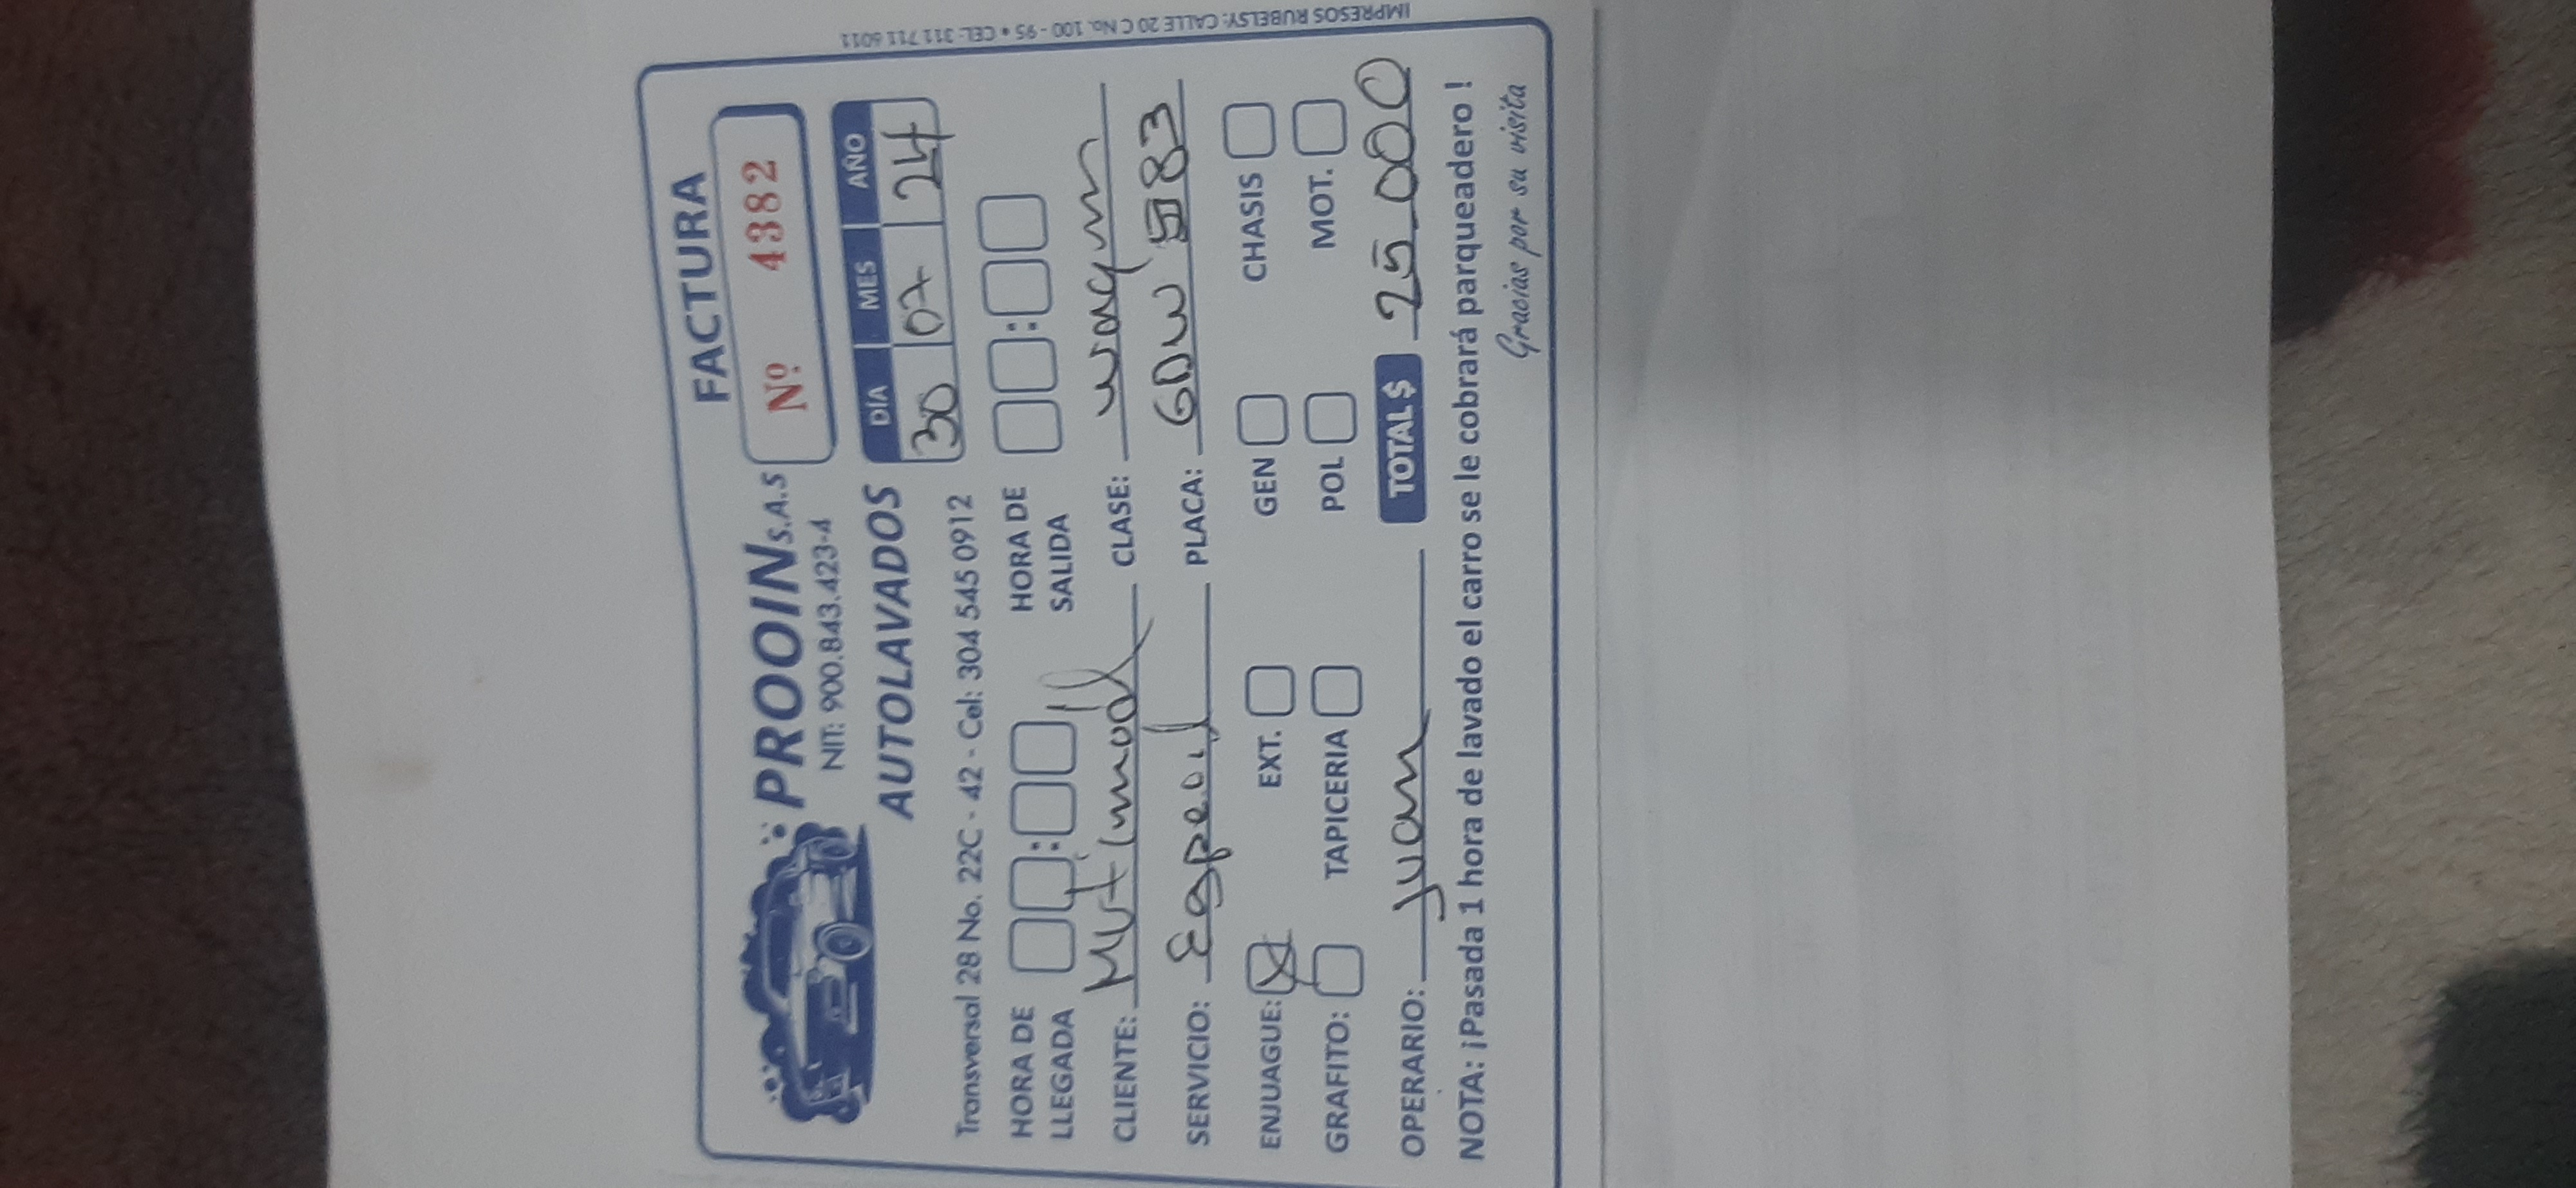 FACTURA
PROOIN S.A.S
Nº 4382
NIT: 900.843.423-4
AUTOLAVADOS
DÍA MES AÑO
30 07 24
Transversal 28 No. 22C - 42 - Cel: 304 545 0912
HORA DE LLEGADA : HORA DE SALIDA :
CLIENTE: CLASE:
SERVICIO: PLACA: GDW 583
ENJUAGUE: X EXT. GEN CHASIS
GRAFITO: TAPICERIA POL MOT.
OPERARIO: Juan TOTAL $ 25.000
NOTA: ¡Pasada 1 hora de lavado el carro se le cobrará parqueadero !
Gracias por su visita
IMPRESOS RUBELSY: CALLE 20 C No. 100 - 95 • CEL: 311 711 6011